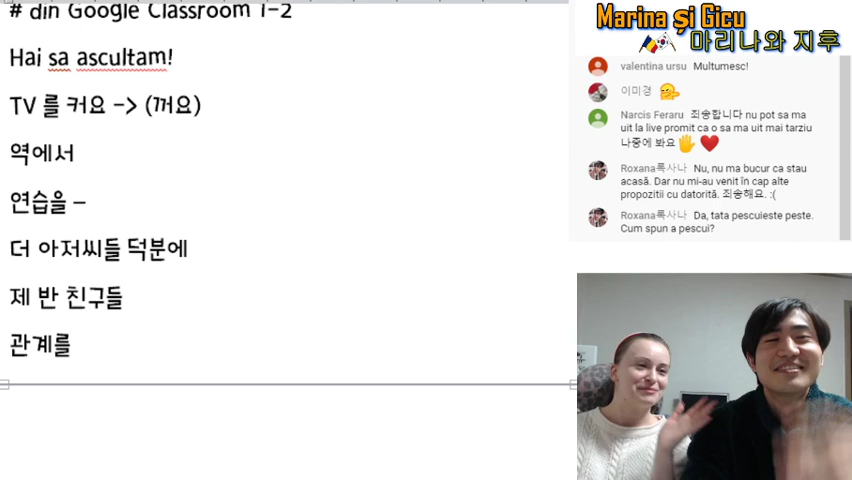 # din Google Classroom 1-2
Hai sa ascultam!
TV 를 커요 -> (꺼요)
역에서
연습을 –
더 아저씨들 덕분에
제 반 친구들
관계를
Marina și Gicu
마리나와 지후
valentina ursu Multumesc!
이미경
Narcis Feraru 죄송합니다 nu pot sa ma
uit la live promit ca o sa ma uit mai tarziu
나중에 봐요
Roxana록사나 Nu, nu ma bucur ca stau
acasă. Dar nu mi-au venit în cap alte
propozitii cu datorită. 죄송해요. :(
Roxana록사나 Da, tata pescuieste peste.
Cum spun a pescui?